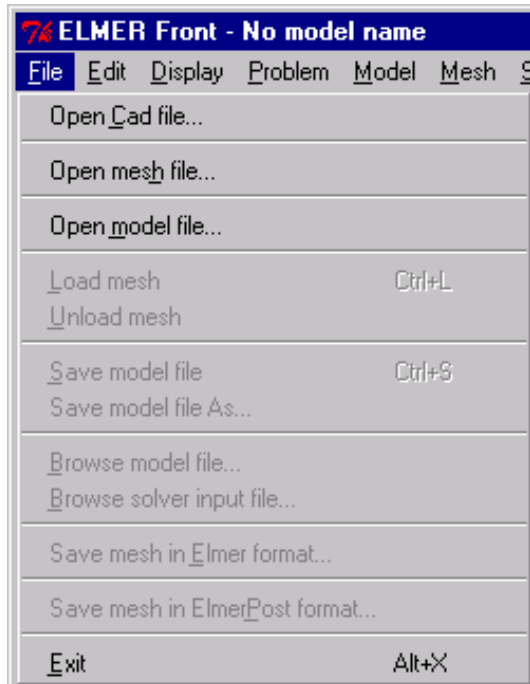 ELMER Front - No model name
File Edit Display Problem Model Mesh S
Open Cad file...
Open mesh file...
Open model file...
Load mesh Ctrl+L
Unload mesh
Save model file Ctrl+S
Save model file As...
Browse model file...
Browse solver input file...
Save mesh in Elmer format...
Save mesh in ElmerPost format...
Exit Alt+X